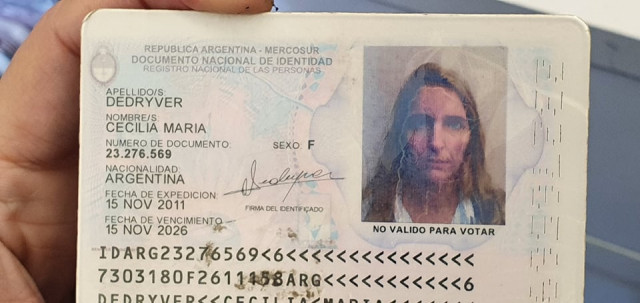 REPUBLICA ARGENTINA - MERCOSUR
DOCUMENTO NACIONAL DE IDENTIDAD
REGISTRO NACIONAL DE LAS PERSONAS
APELLIDO/S
DEDRYVER
NOMBRE/S
CECILIA MARIA
NUMERO DE DOCUMENTO: SEXO: F
23.276.569
NACIONALIDAD:
ARGENTINA
FECHA DE EXPEDICION:
15 NOV 2011
FIRMA DEL IDENTIFICADO
FECHA DE VENCIMIENTO
15 NOV 2026
NO VALIDO PARA VOTAR
IDARG23276569<6<<<<<<<<<<<<<<<
7303180F2611158ARG<<<<<<<<<<<6
DEDRYVER<<CECILIA<MARIA<<<<<<<